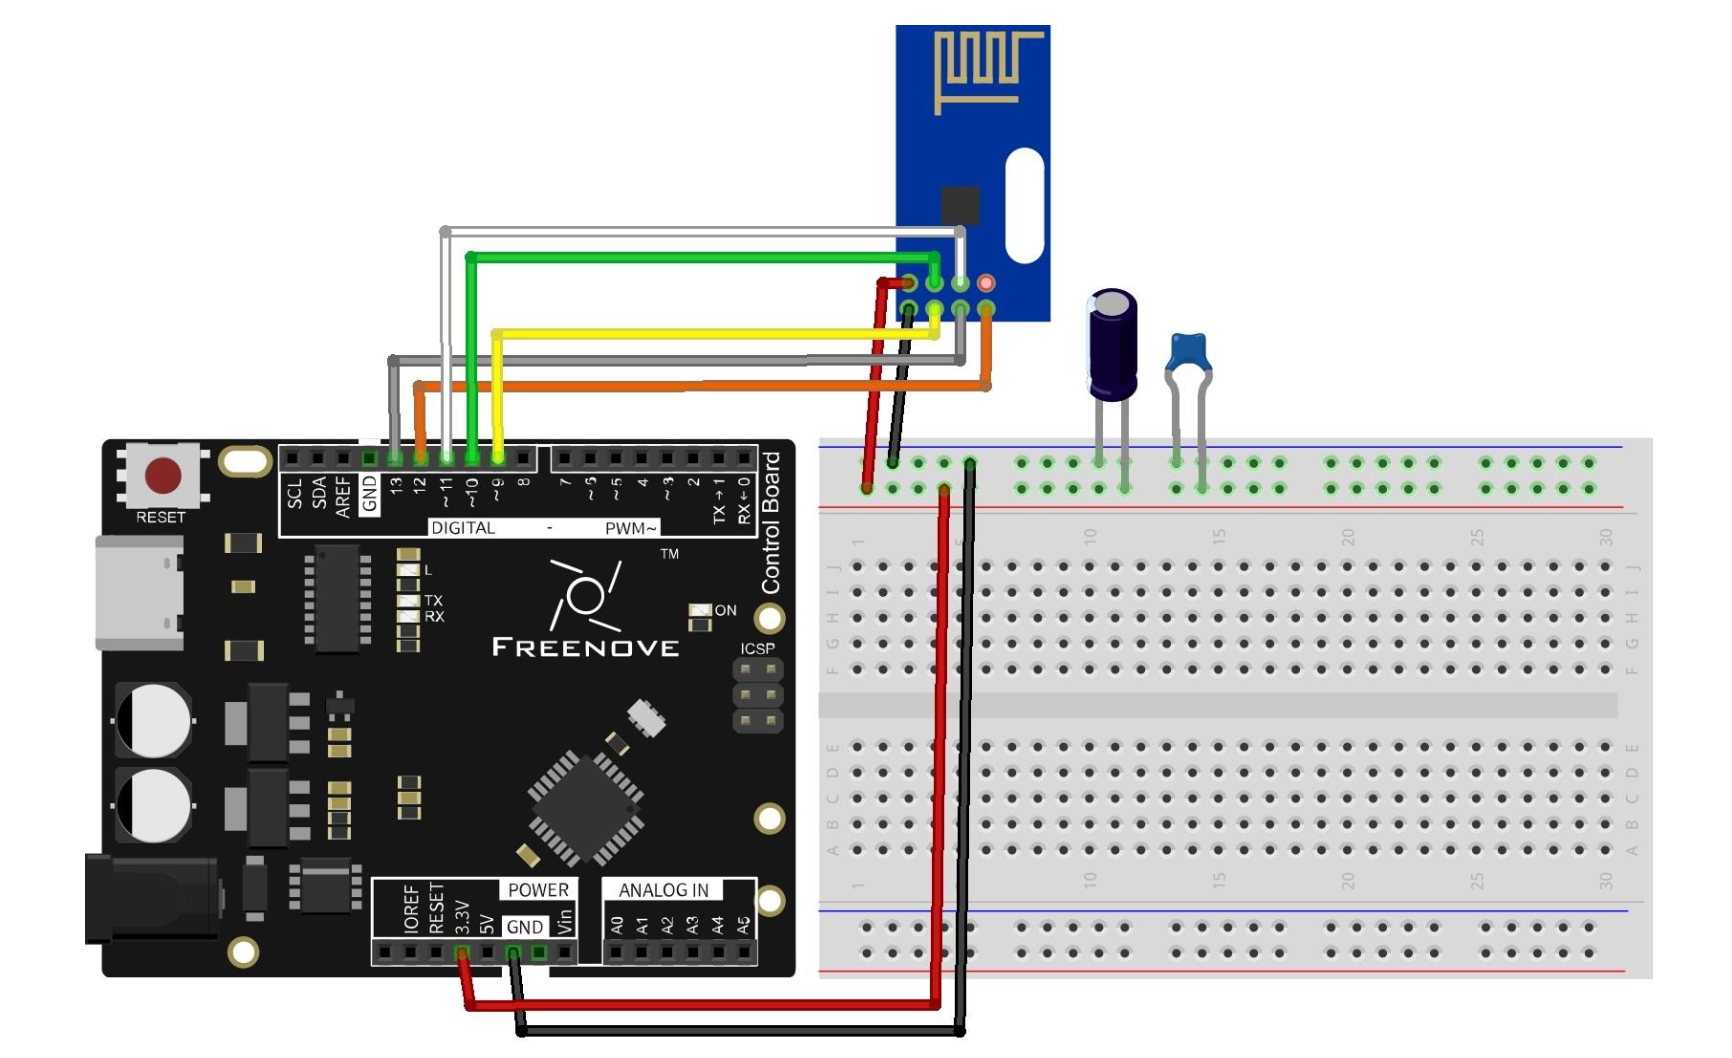 RESET
SCL
SDA
AREF
GND
13
12
~11
~10
~9
8
7
~5
4
~3
2
TX→1
RX←0
DIGITAL - PWM~
Control Board
TM
L
TX
RX
ON
FREENOVE
ICSP
IOREF
RESET
3.3V
5V
POWER
GND
Vin
ANALOG IN
A0
A1
A2
A3
A4
A5
1 5 10 15 20 25 30
J J
I I
H H
G G
F F
E E
D D
C C
B B
A A
1 10 15 20 25 30